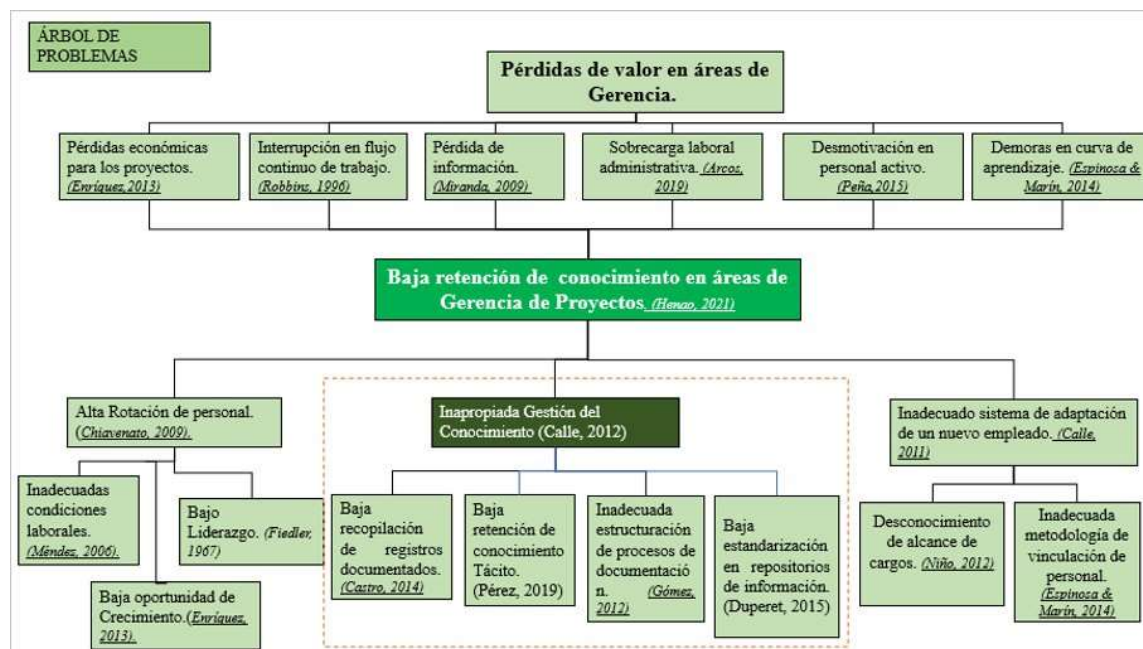 ÁRBOL DE
PROBLEMAS
Pérdidas de valor en áreas de
Gerencia.
Pérdidas económicas
para los proyectos.
(Enríquez,2013)
Interrupción en flujo
continuo de trabajo.
(Robbins, 1996)
Pérdida de
información.
(Miranda, 2009)
Sobrecarga laboral
administrativa. (Arcos,
2019)
Desmotivación en
personal activo.
(Peña,2015)
Demoras en curva de
aprendizaje. (Espinosa &
Marín, 2014)
Baja retención de conocimiento en áreas de
Gerencia de Proyectos. (Henao, 2021)
Alta Rotación de personal.
(Chiavenato, 2009).
Inapropiada Gestión del
Conocimiento (Calle, 2012)
Inadecuado sistema de adaptación
de un nuevo empleado. (Calle,
2011)
Inadecuadas
condiciones
laborales.
(Méndez, 2006).
Bajo
Liderazgo. (Fiedler,
1967)
Baja oportunidad de
Crecimiento.(Enríquez,
2013).
Baja
recopilación
de registros
documentados.
(Castro, 2014)
Baja
retención de
conocimiento
Tácito.
(Pérez, 2019)
Inadecuada
estructuración
de procesos de
documentació
n. (Gómez,
2012)
Baja
estandarización
en repositorios
de información.
(Duperet, 2015)
Desconocimiento
de alcance de
cargos. (Niño, 2012)
Inadecuada
metodología de
vinculación de
personal.
(Espinosa &
Marín, 2014)